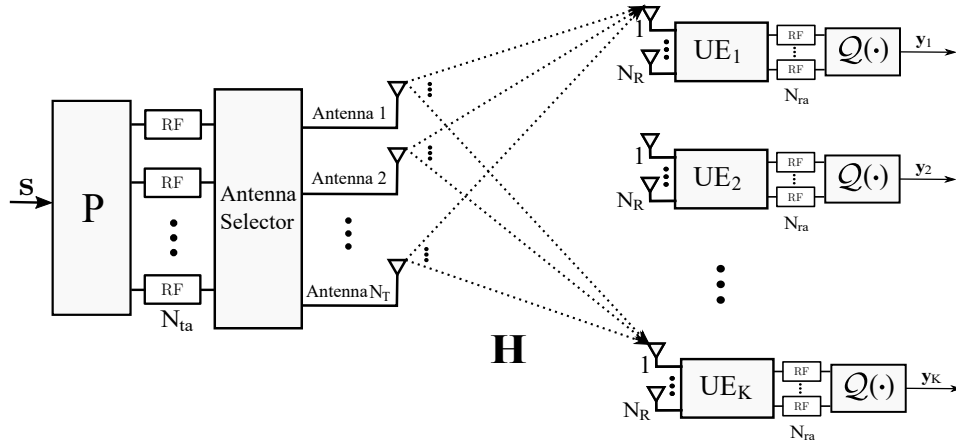 s
P
RF
RF
RF
N_ta
Antenna
Selector
Antenna 1
Antenna 2
Antenna N_T
H
1
N_R
UE_1
RF
RF
N_ra
Q(·)
y_1
1
N_R
UE_2
RF
RF
N_ra
Q(·)
y_2
1
N_R
UE_K
RF
RF
N_ra
Q(·)
y_K